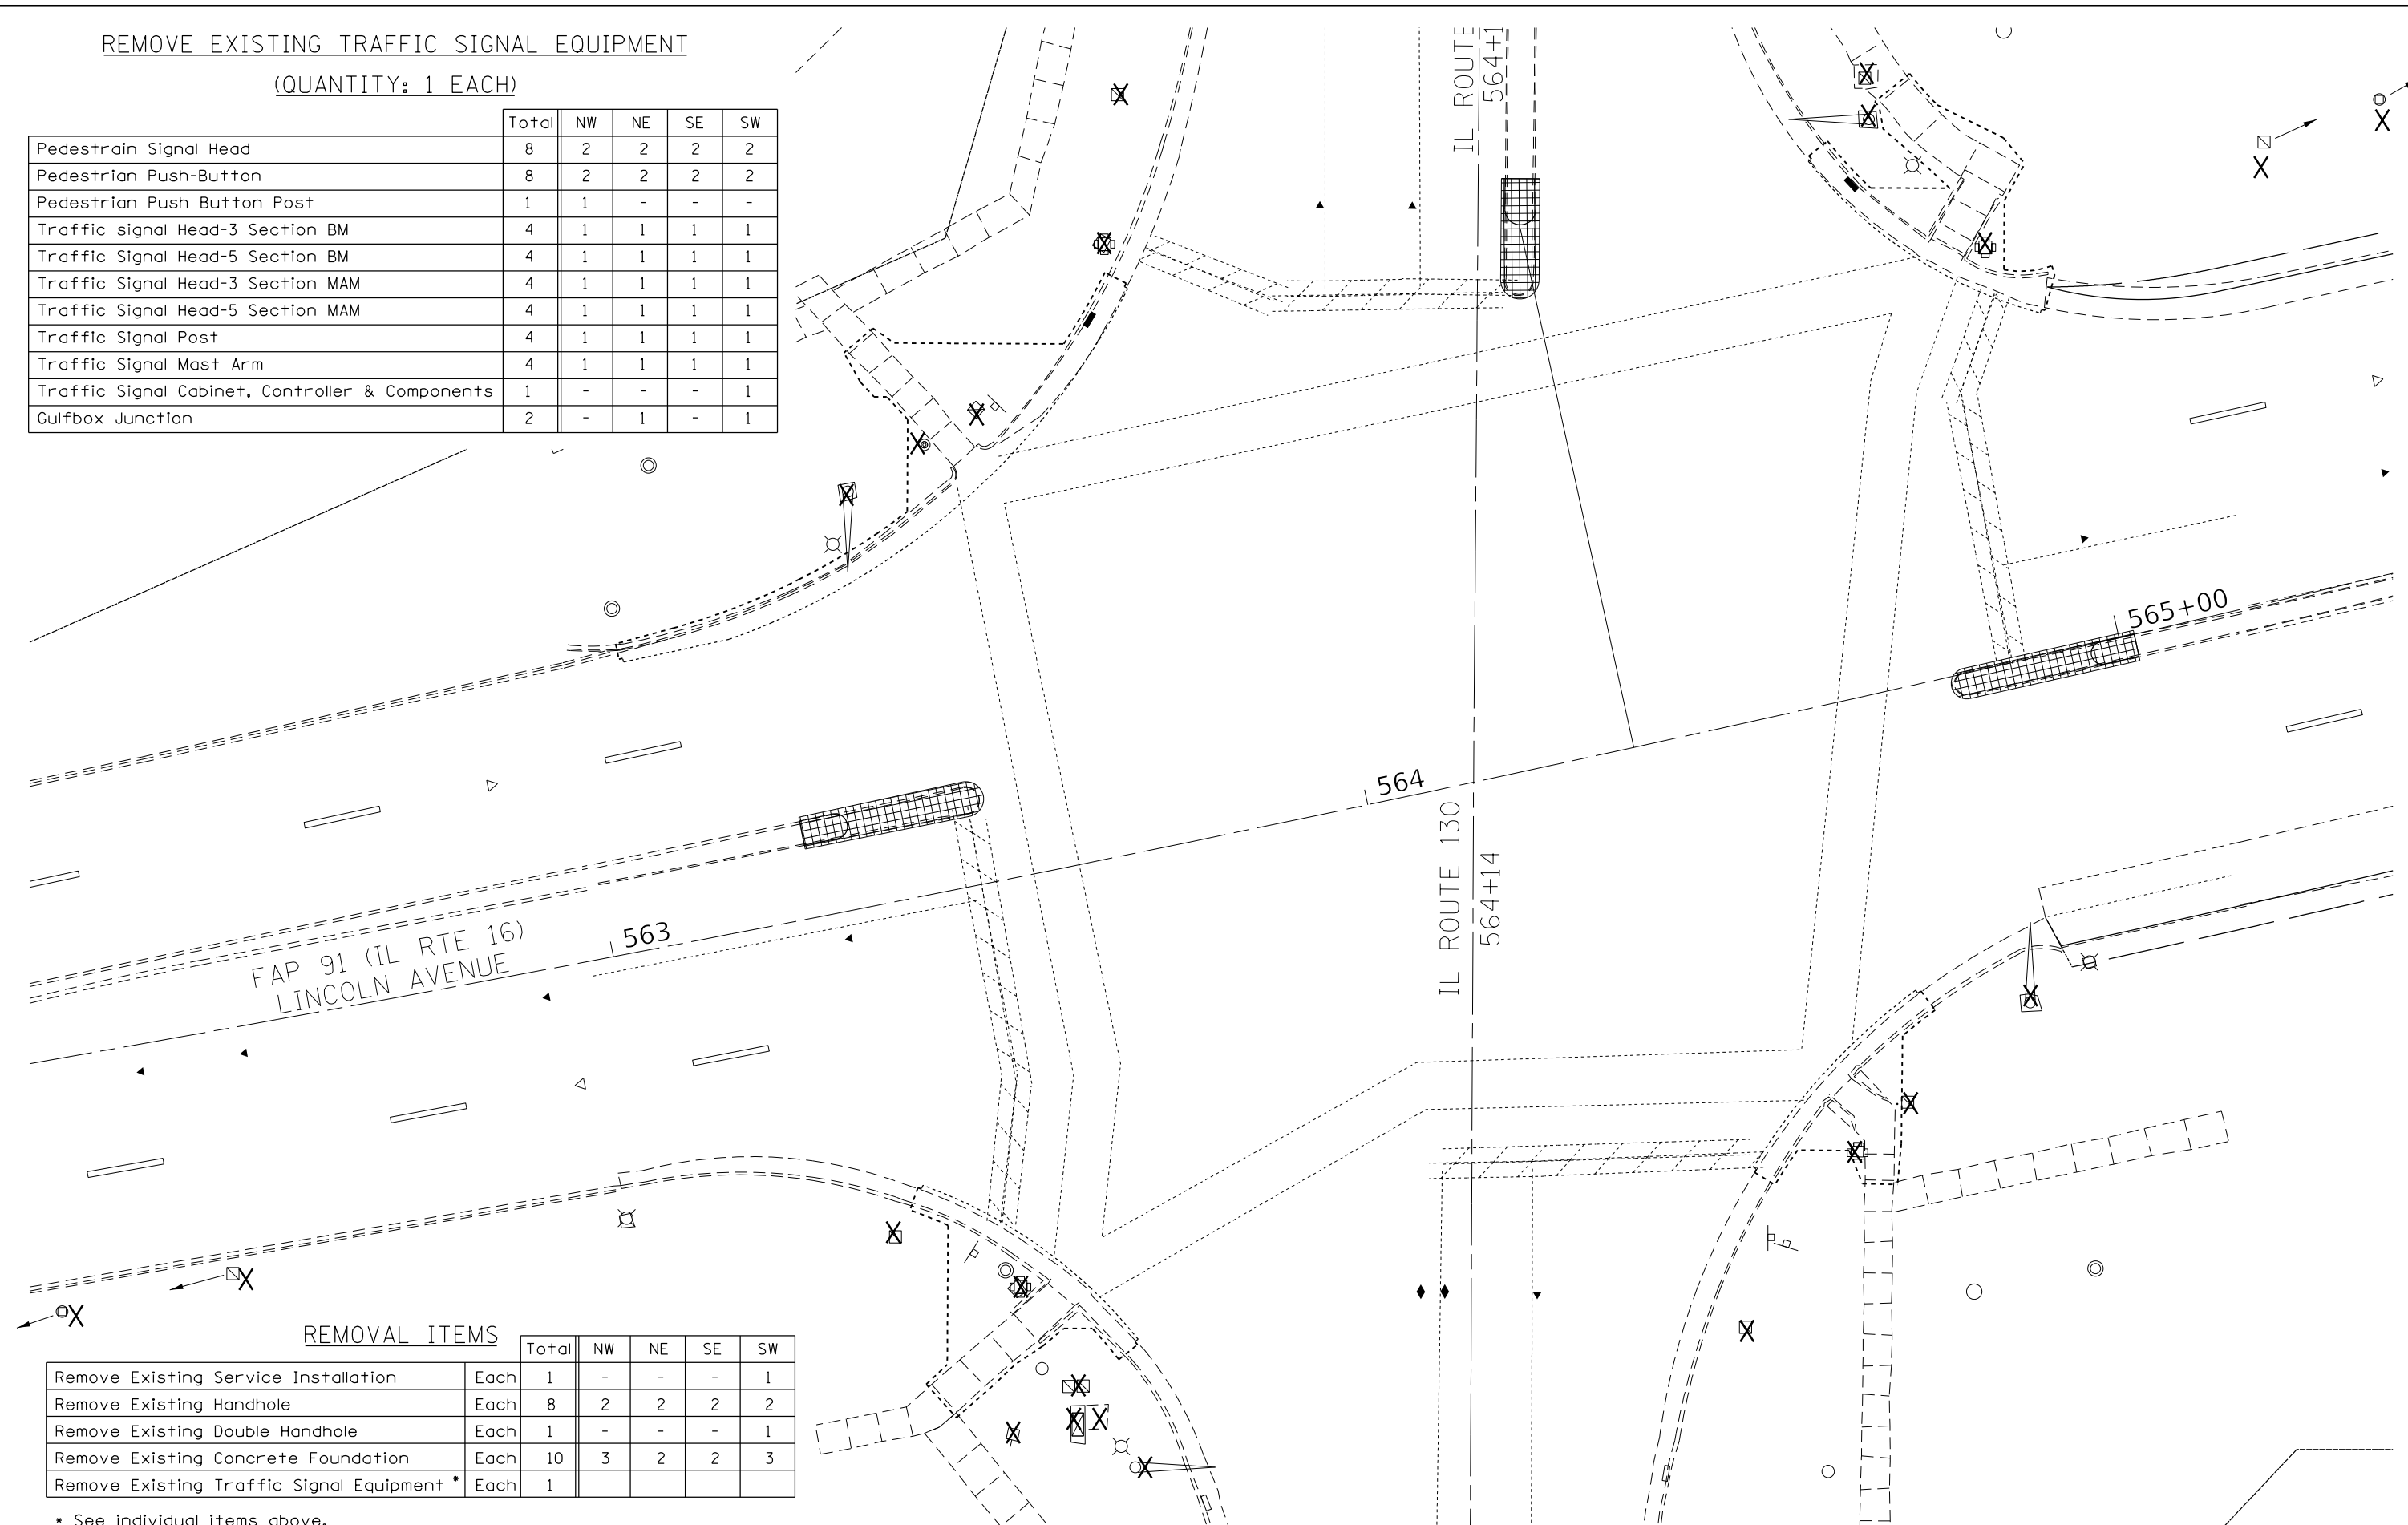 REMOVE EXISTING TRAFFIC SIGNAL EQUIPMENT
(QUANTITY: 1 EACH)
Total NW NE SE SW
Pedestrain Signal Head 8 2 2 2 2
Pedestrian Push-Button 8 2 2 2 2
Pedestrian Push Button Post 1 1 - - -
Traffic signal Head-3 Section BM 4 1 1 1 1
Traffic Signal Head-5 Section BM 4 1 1 1 1
Traffic Signal Head-3 Section MAM 4 1 1 1 1
Traffic Signal Head-5 Section MAM 4 1 1 1 1
Traffic Signal Post 4 1 1 1 1
Traffic Signal Mast Arm 4 1 1 1 1
Traffic Signal Cabinet, Controller & Components 1 - - - 1
Gulfbox Junction 2 - 1 - 1
IL ROUTE
564+1
565+00
564
IL ROUTE 130
564+14
563
FAP 91 (IL RTE 16)
LINCOLN AVENUE
REMOVAL ITEMS
Total NW NE SE SW
Remove Existing Service Installation Each 1 - - - 1
Remove Existing Handhole Each 8 2 2 2 2
Remove Existing Double Handhole Each 1 - - - 1
Remove Existing Concrete Foundation Each 10 3 2 2 3
Remove Existing Traffic Signal Equipment * Each 1
* See individual items above.